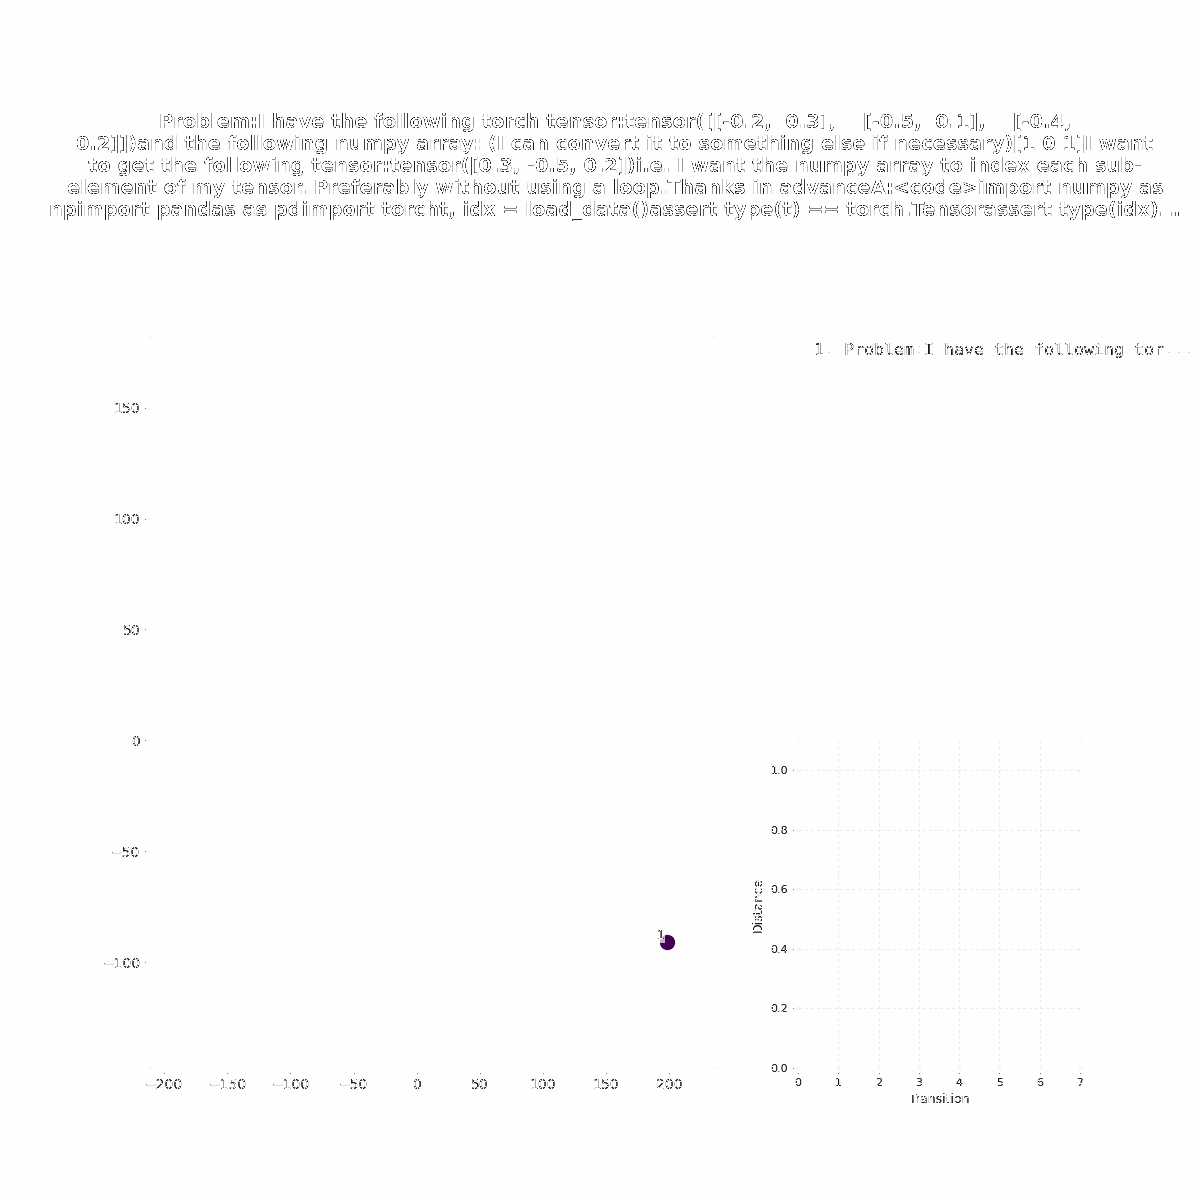 Problem:I have the following torch tensor:tensor([[-0.2,  0.3],    [-0.5,  0.1],    [-0.4,
0.2]])and the following numpy array: (I can convert it to something else if necessary)[1 0 1]I want
to get the following tensor:tensor([0.3, -0.5, 0.2])i.e. I want the numpy array to index each sub-
element of my tensor. Preferably without using a loop.Thanks in advanceA:<code>import numpy as
npimport pandas as pdimport torcht, idx = load_data()assert type(t) == torch.Tensorassert type(idx)...
1. Problem:I have the following tor...
150
100
50
0
−50
−100
−200 −150 −100 −50 0 50 100 150 200
1
1.0
0.8
0.6
0.4
0.2
0.0
Distance
0 1 2 3 4 5 6 7
Transition